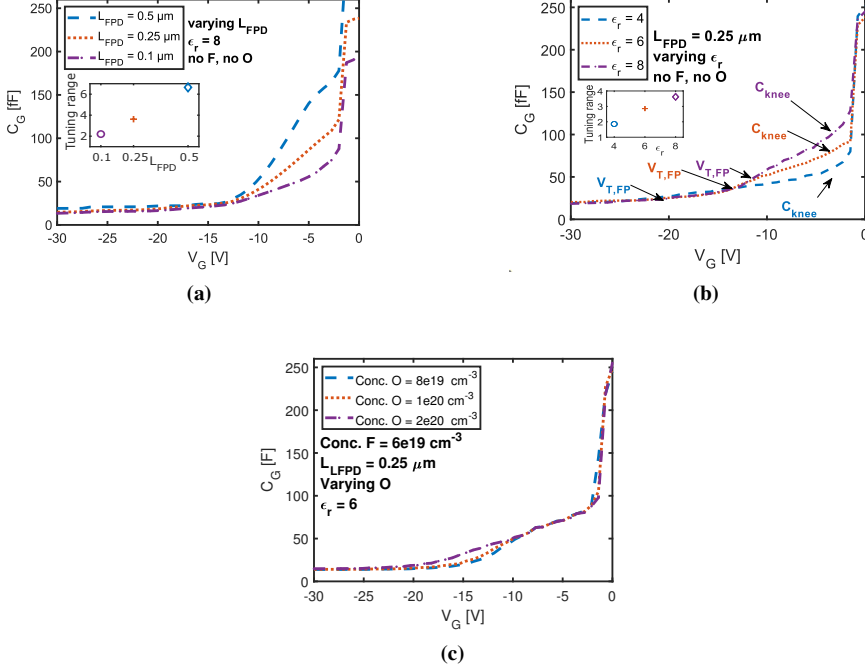 L_FPD = 0.5 μm
L_FPD = 0.25 μm
L_FPD = 0.1 μm
varying L_FPD
ϵ_r = 8
no F, no O
C_G [fF]
250
200
150
100
50
0
Tuning range
6
4
2
0.1 0.25 0.5
L_FPD
-30 -25 -20 -15 -10 -5 0
V_G [V]
(a)
ϵ_r = 4
ϵ_r = 6
ϵ_r = 8
L_FPD = 0.25 μm
varying ϵ_r
no F, no O
C_G [fF]
250
200
150
100
50
0
Tuning range
4
3
2
1
4 6 8
ϵ_r
C_knee
C_knee
V_T,FP
V_T,FP
V_T,FP
C_knee
-30 -20 -10 0
V_G [V]
(b)
Conc. O = 8e19 cm^-3
Conc. O = 1e20 cm^-3
Conc. O = 2e20 cm^-3
Conc. F = 6e19 cm^-3
L_LFPD = 0.25 μm
Varying O
ϵ_r = 6
C_G [F]
250
200
150
100
50
0
-30 -25 -20 -15 -10 -5 0
V_G [V]
(c)